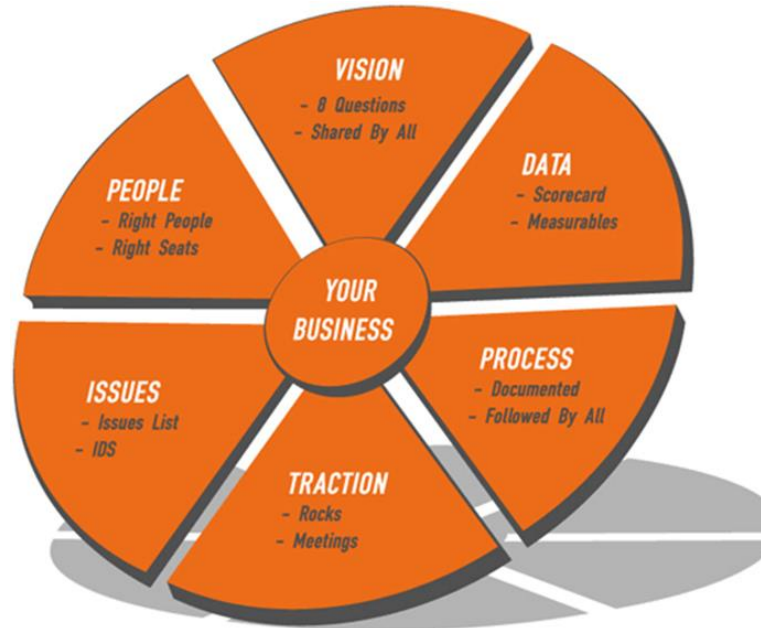 VISION
- 8 Questions
- Shared By All
DATA
- Scorecard
- Measurables
PEOPLE
- Right People
- Right Seats
YOUR
BUSINESS
PROCESS
- Documented
- Followed By All
ISSUES
- Issues List
- IDS
TRACTION
- Rocks
- Meetings